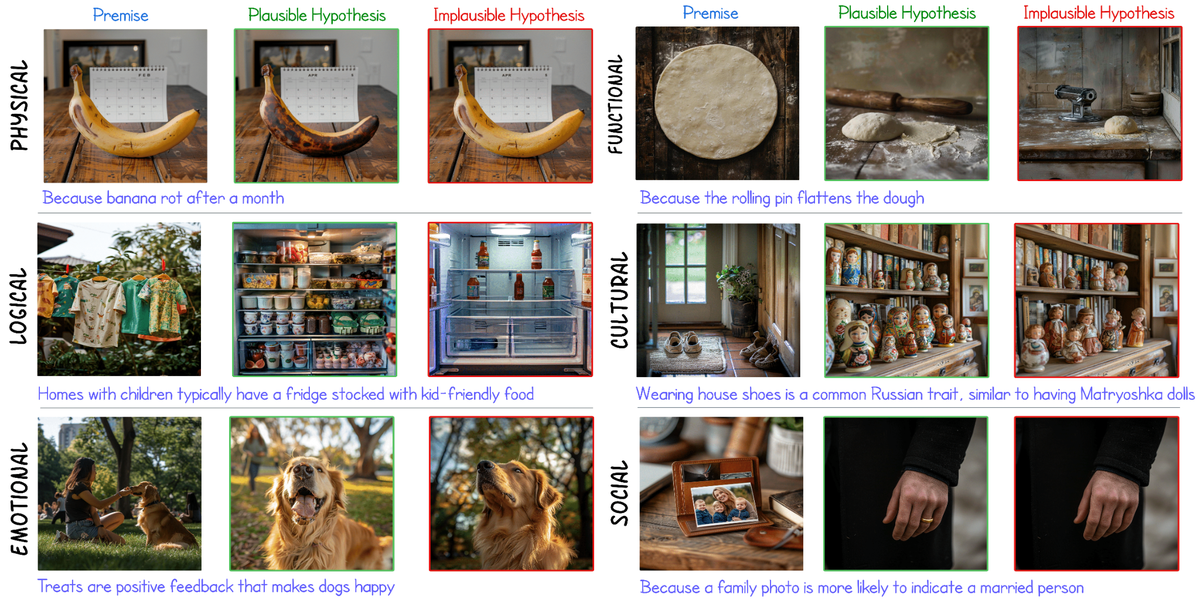 Premise
Plausible Hypothesis
Implausible Hypothesis
Premise
Plausible Hypothesis
Implausible Hypothesis
PHYSICAL
FEB
APR
APR
Because banana rot after a month
FUNCTIONAL
Because the rolling pin flattens the dough
LOGICAL
Homes with children typically have a fridge stocked with kid-friendly food
CULTURAL
Wearing house shoes is a common Russian trait, similar to having Matryoshka dolls
EMOTIONAL
Treats are positive feedback that makes dogs happy
SOCIAL
Because a family photo is more likely to indicate a married person